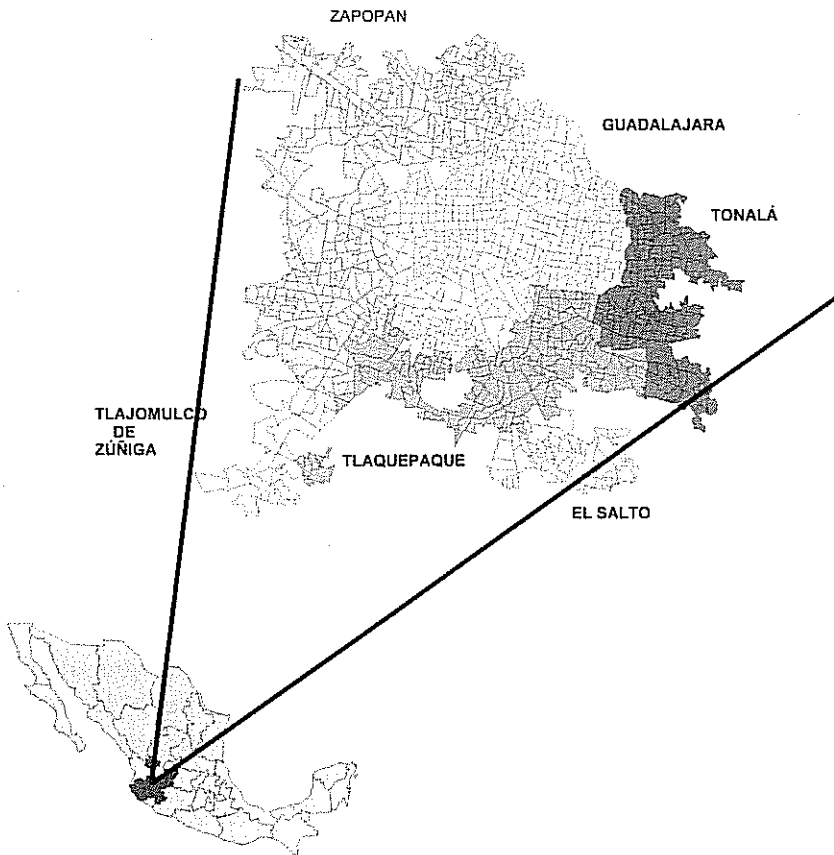 ZAPOPAN
GUADALAJARA
TONALÁ
TLAJOMULCO
DE
ZÚÑIGA
TLAQUEPAQUE
EL SALTO